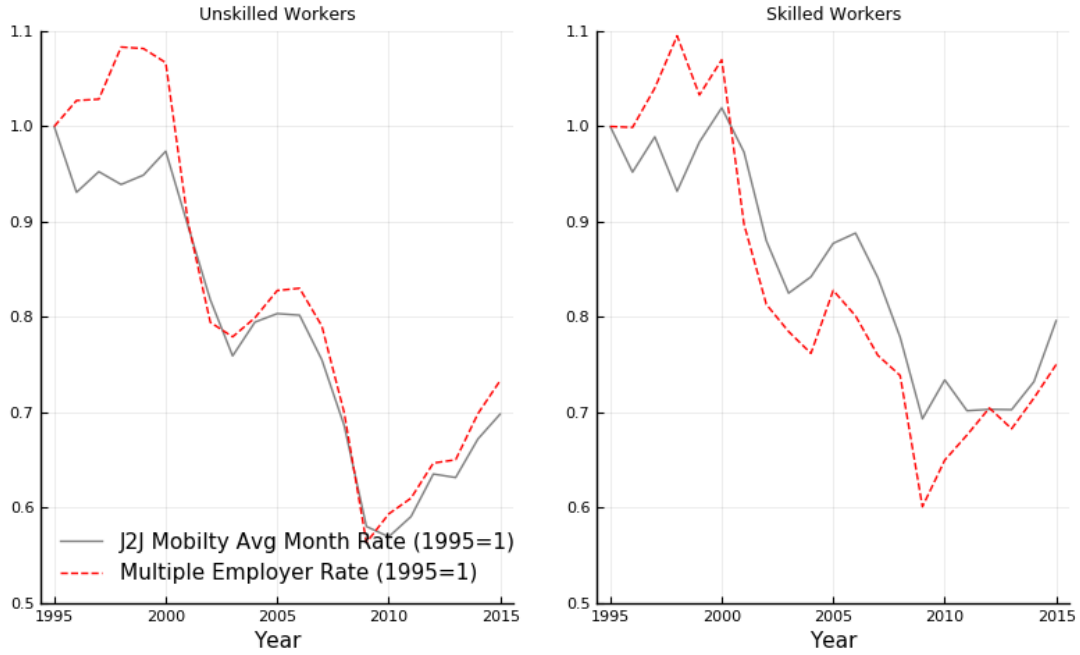 Unskilled Workers
1.1
1.0
0.9
0.8
0.7
0.6
0.5
J2J Mobilty Avg Month Rate (1995=1)
Multiple Employer Rate (1995=1)
1995 2000 2005 2010 2015
Year
Skilled Workers
1.1
1.0
0.9
0.8
0.7
0.6
0.5
1995 2000 2005 2010 2015
Year